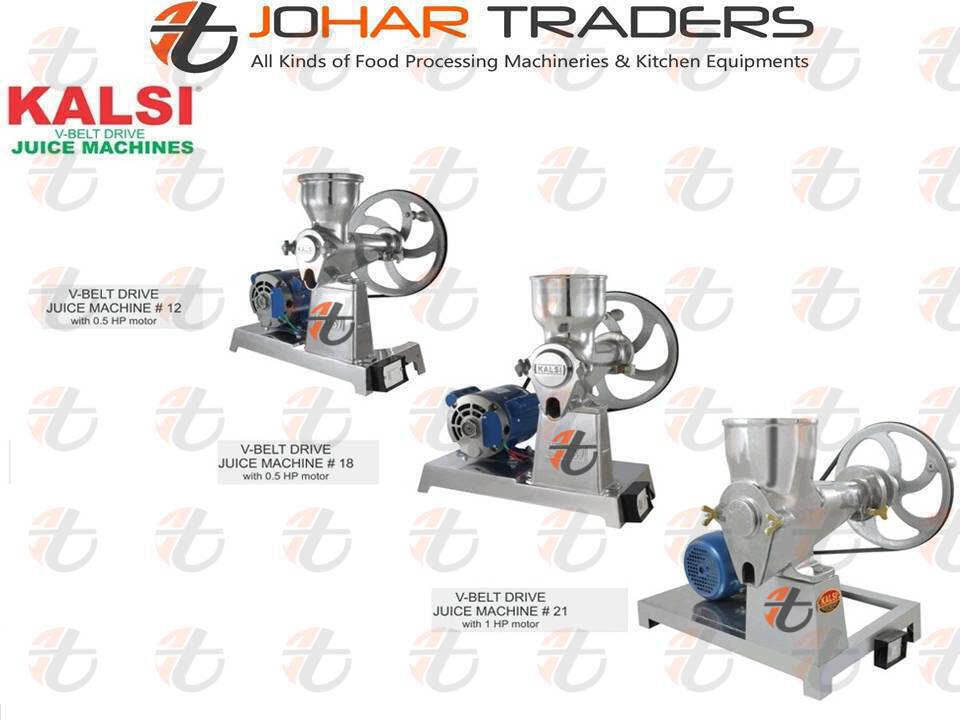 JOHAR TRADERS
All Kinds of Food Processing Machineries & Kitchen Equipments
KALSI®
V-BELT DRIVE
JUICE MACHINES
KALSI
V-BELT DRIVE
JUICE MACHINE # 12
with 0.5 HP motor
KALSI
V-BELT DRIVE
JUICE MACHINE # 18
with 0.5 HP motor
V-BELT DRIVE
JUICE MACHINE # 21
with 1 HP motor
KALSI